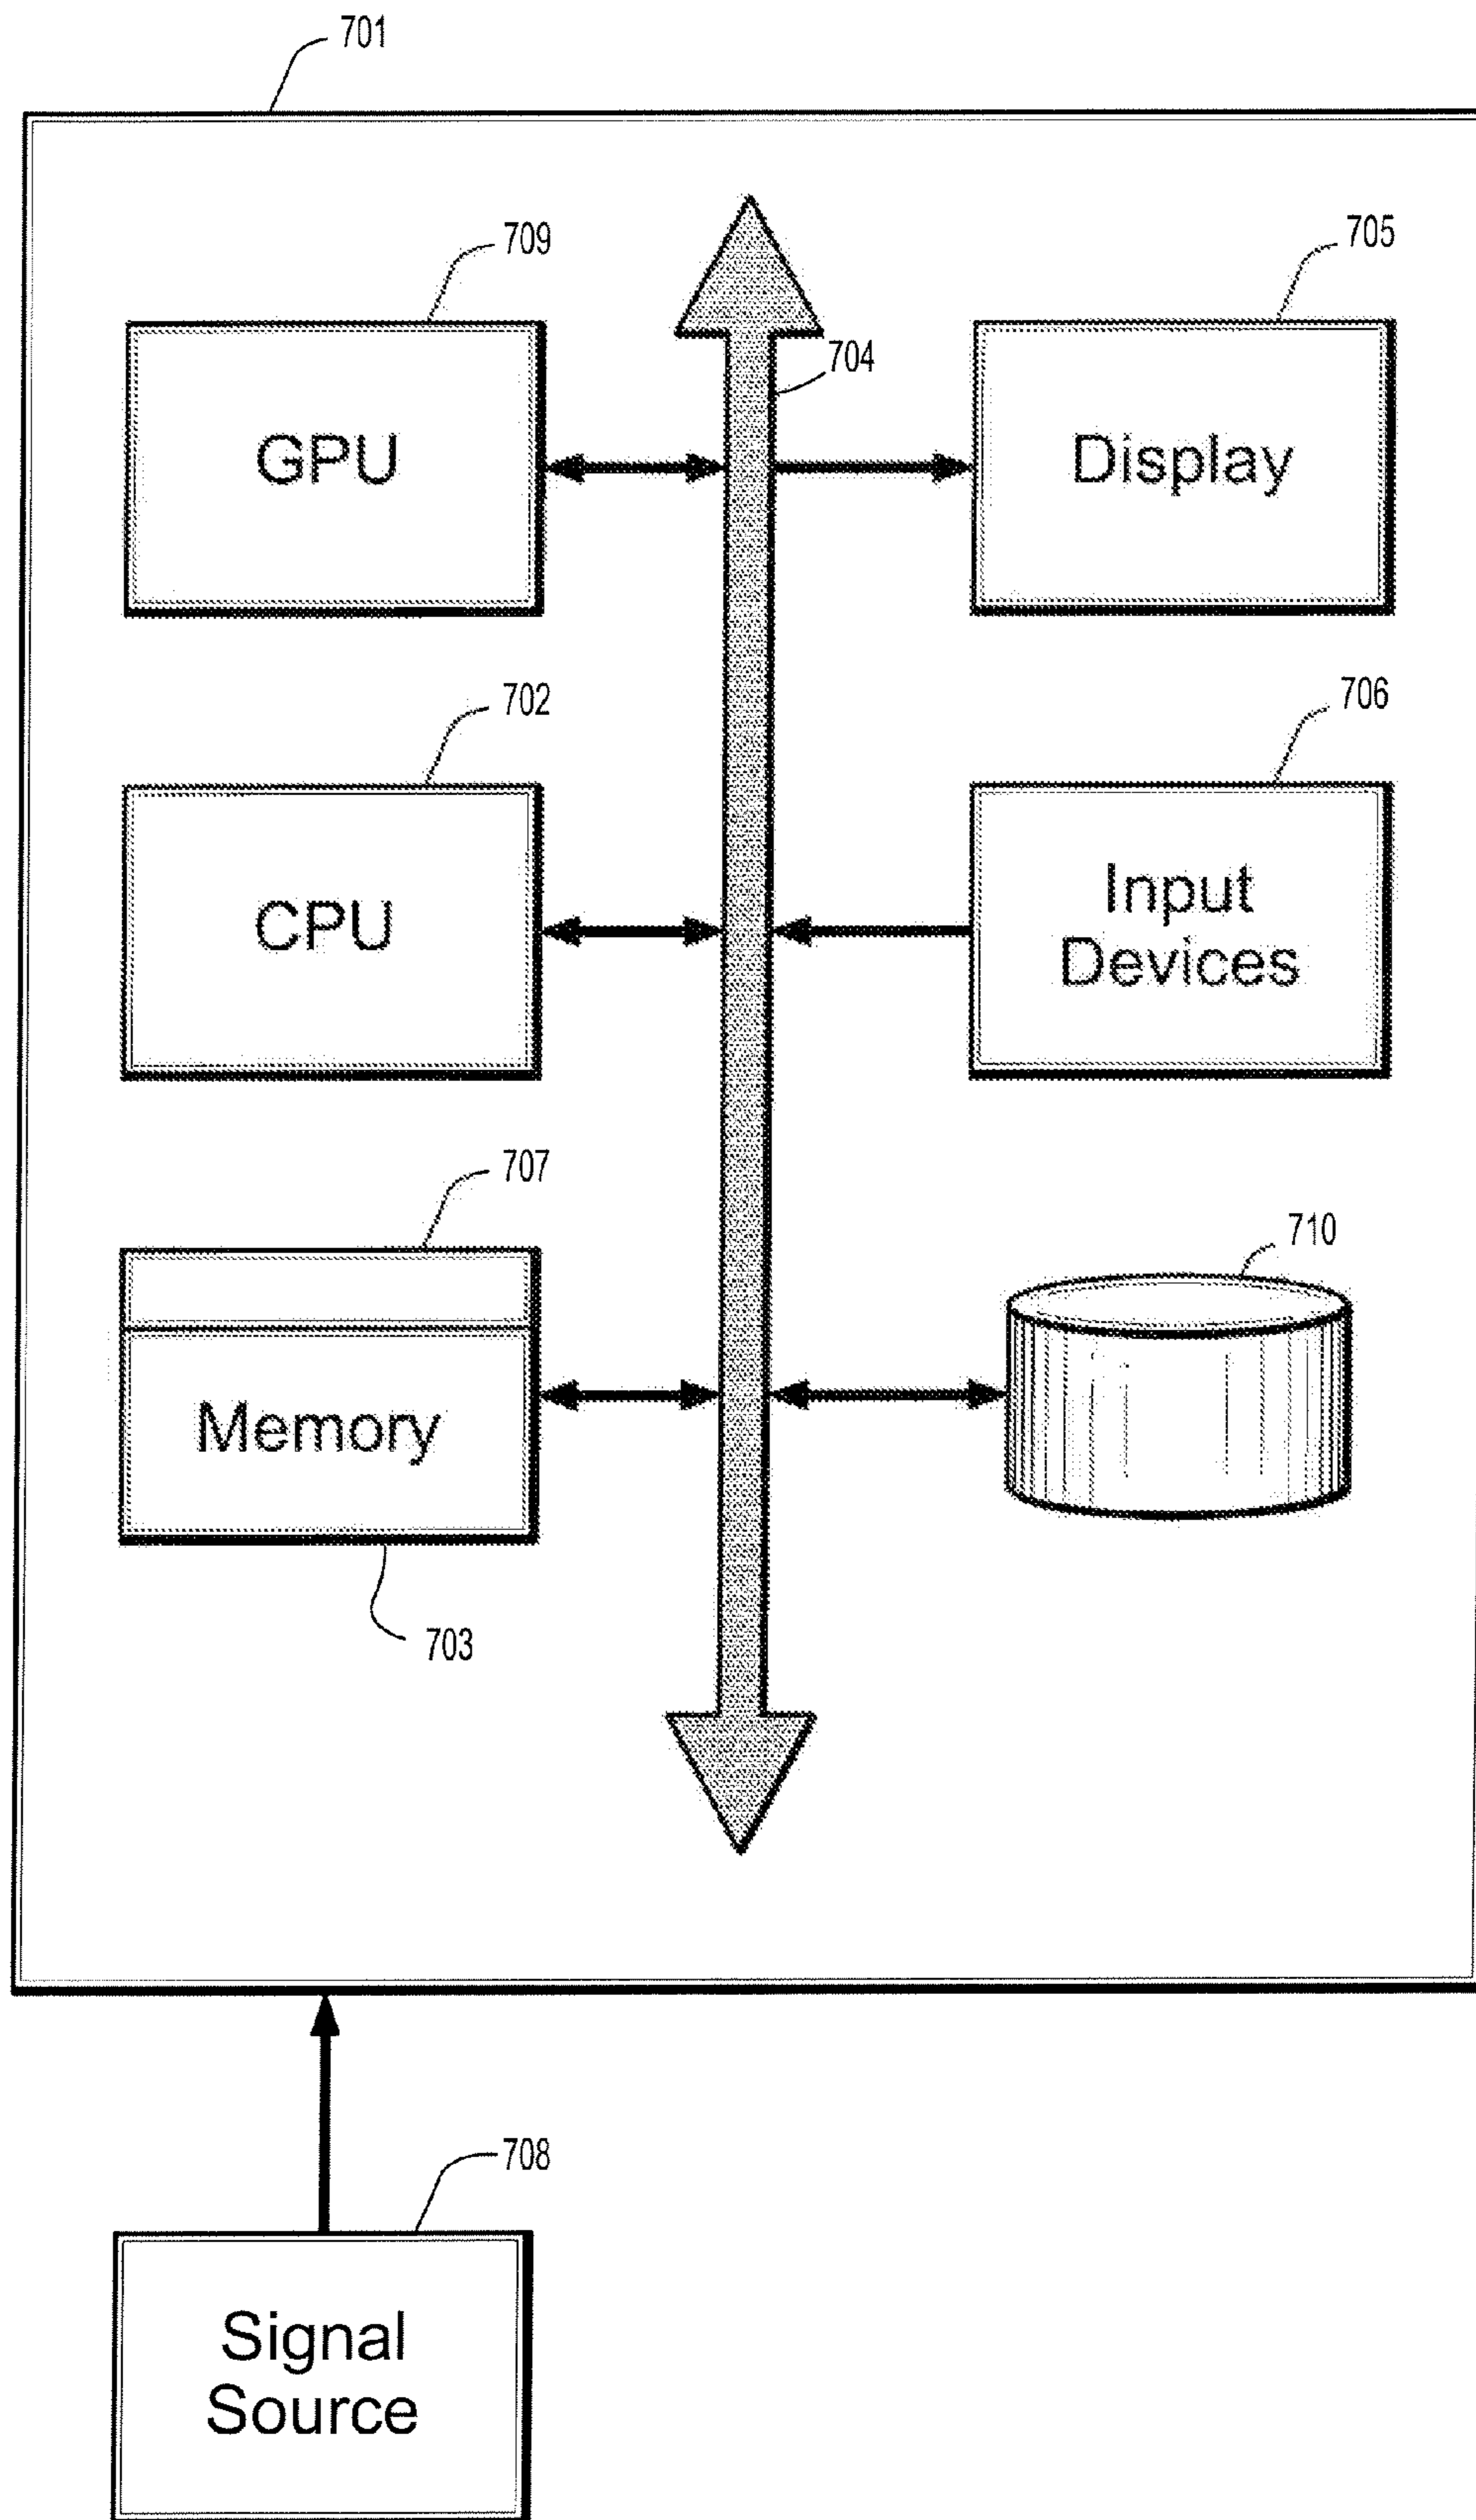 701
709
705
704
GPU
Display
702
706
CPU
Input
Devices
707
710
Memory
703
708
Signal
Source